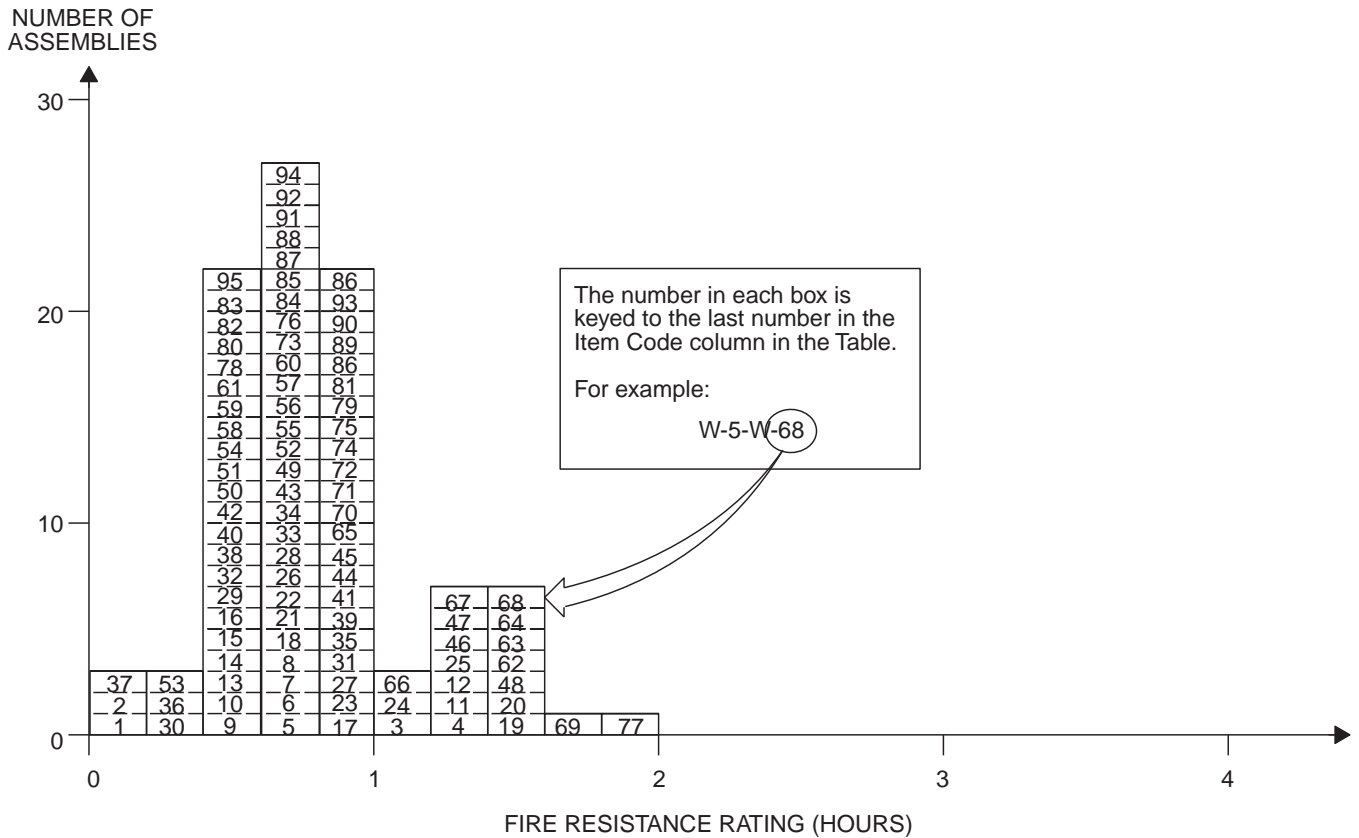 NUMBER OF
ASSEMBLIES
30
94
92
91
88
87
95 85 86
83 84 93
20
82 76 90
80 73 89
78 60 86
61 57 81
59 56 79
58 55 75
54 52 74
51 49 72
50 43 71
42 34 70
10
40 33 65
38 28 45
32 26 44
29 22 41 67 68
16 21 39 47 64
15 18 35 46 63
14 8 31 25 62
37 53 13 7 27 66 12 48
2 36 10 6 23 24 11 20
1 30 9 5 17 3 4 19 69 77
0
The number in each box is
keyed to the last number in the
Item Code column in the Table.
For example:
W-5-W-68
0 1 2 3 4
FIRE RESISTANCE RATING (HOURS)